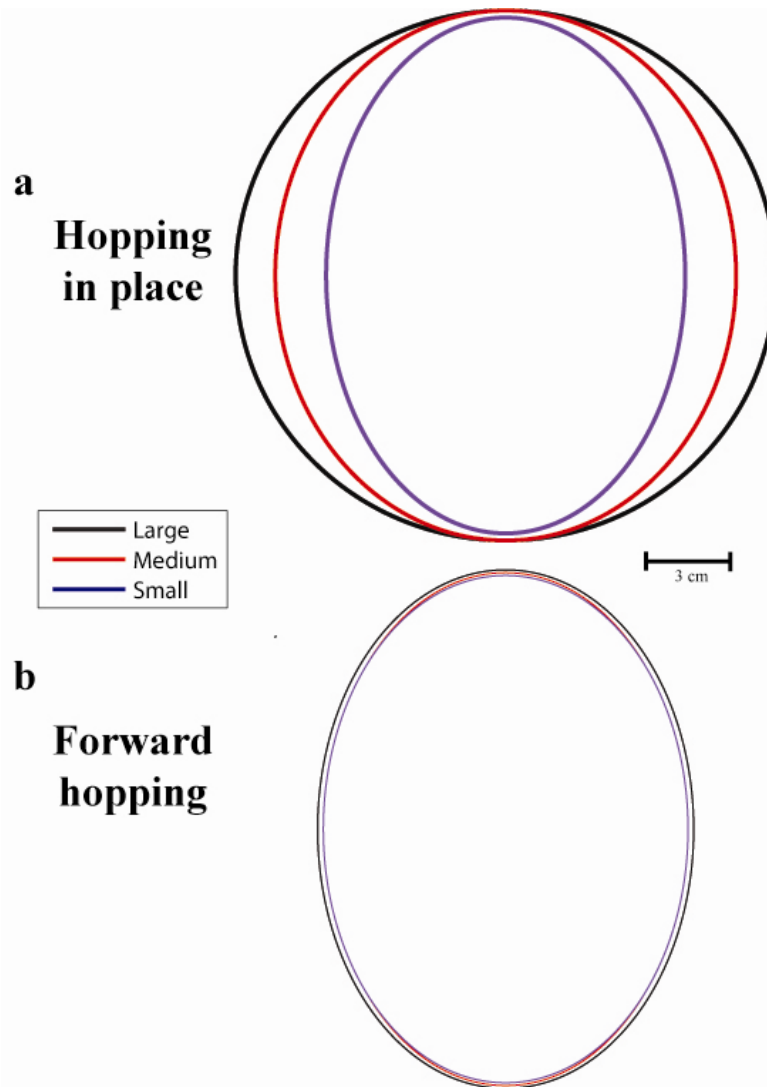 a
Hopping
in place
Large
Medium
Small
3 cm
b
Forward
hopping